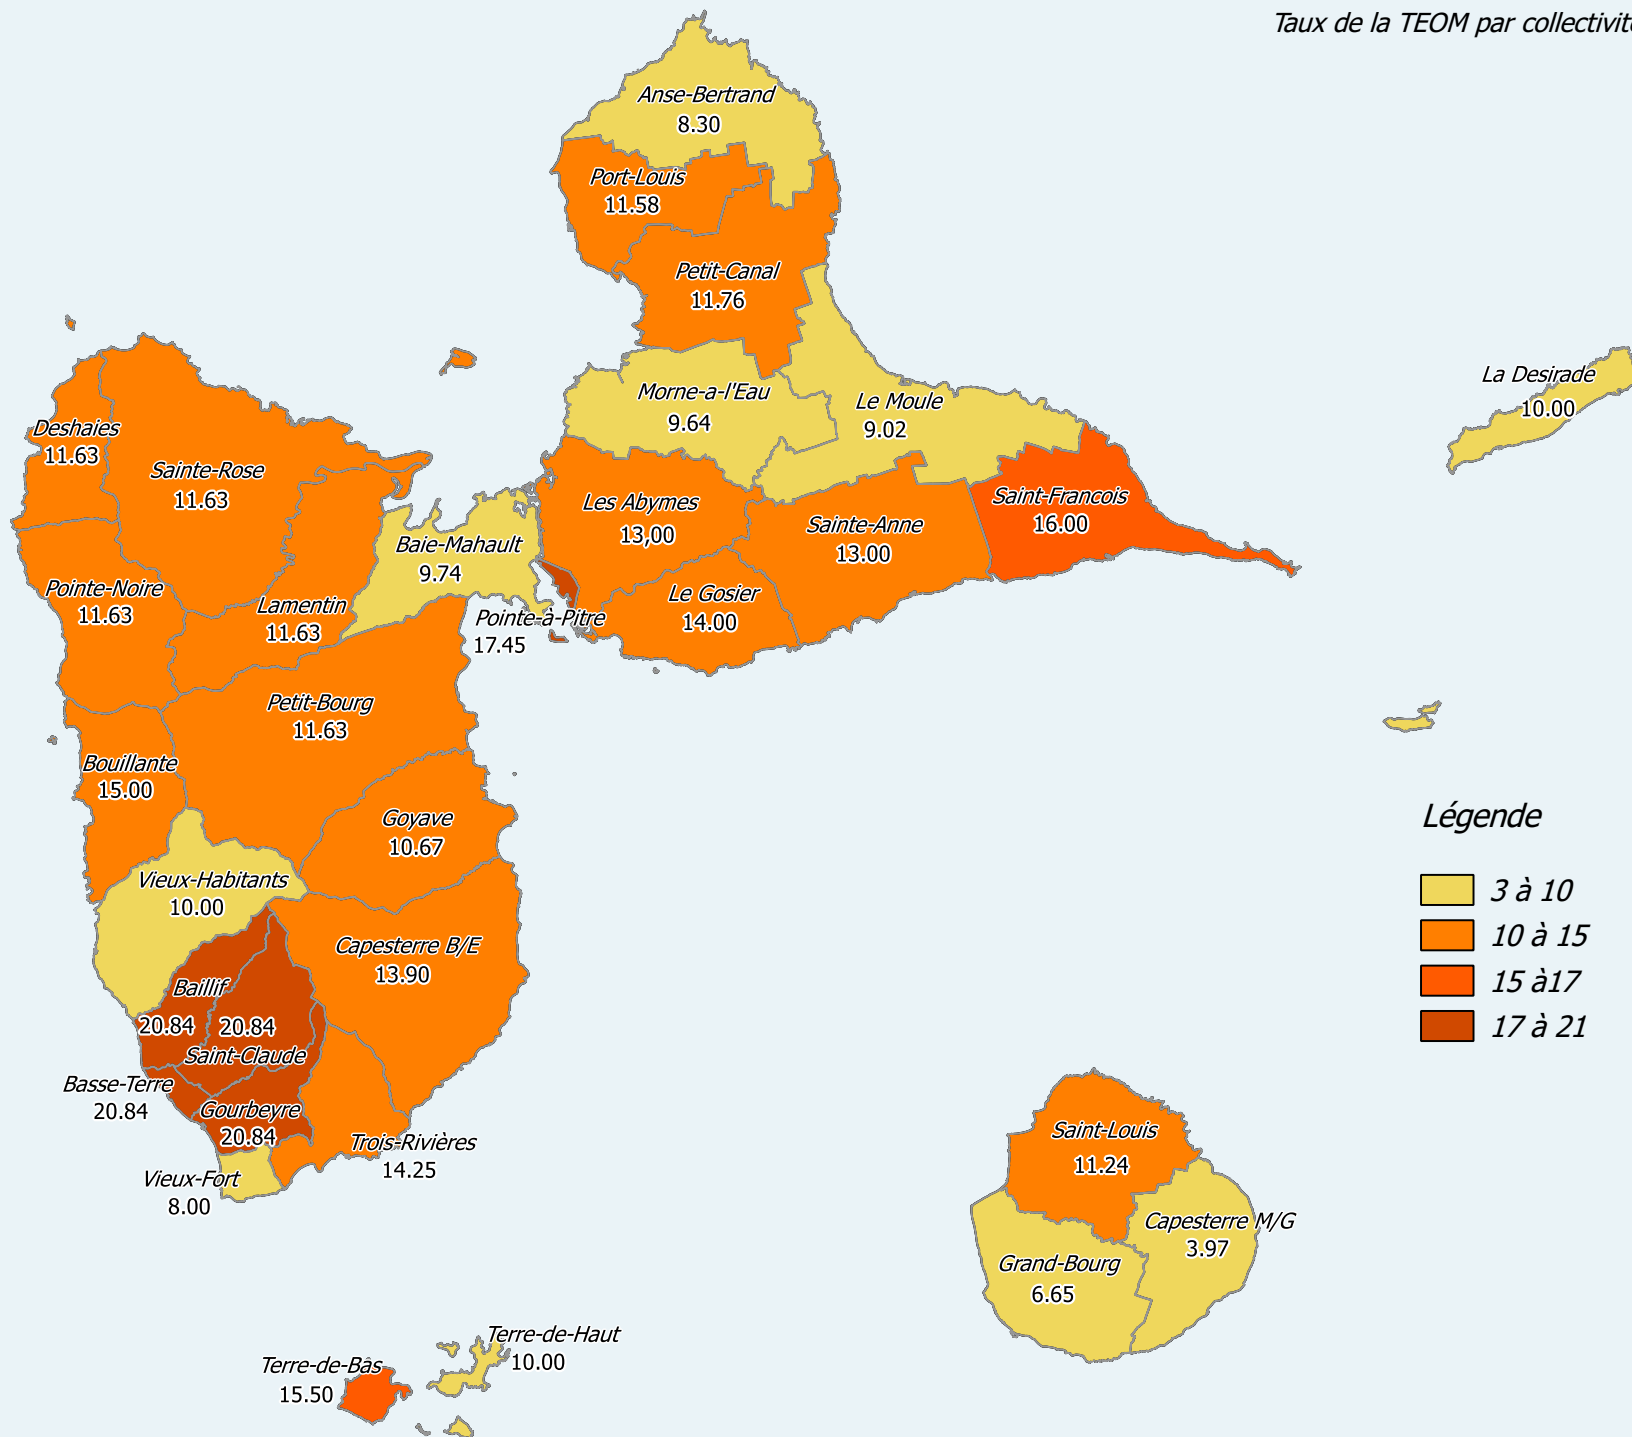 Taux de la TEOM par collectivité
Anse-Bertrand
8.30
Port-Louis
11.58
Petit-Canal
11.76
Morne-a-l'Eau
9.64
Le Moule
9.02
La Desirade
10.00
Deshaies
11.63
Sainte-Rose
11.63
Les Abymes
13,00
Sainte-Anne
13.00
Saint-Francois
16.00
Baie-Mahault
9.74
Pointe-Noire
11.63
Lamentin
11.63
Pointe-à-Pitre
17.45
Le Gosier
14.00
Petit-Bourg
11.63
Bouillante
15.00
Goyave
10.67
Vieux-Habitants
10.00
Capesterre B/E
13.90
Baillif
20.84
20.84
Saint-Claude
Basse-Terre
20.84
Gourbeyre
20.84
Trois-Rivières
14.25
Vieux-Fort
8.00
Légende
3 à 10
10 à 15
15 à17
17 à 21
Saint-Louis
11.24
Capesterre M/G
3.97
Grand-Bourg
6.65
Terre-de-Haut
10.00
Terre-de-Bas
15.50